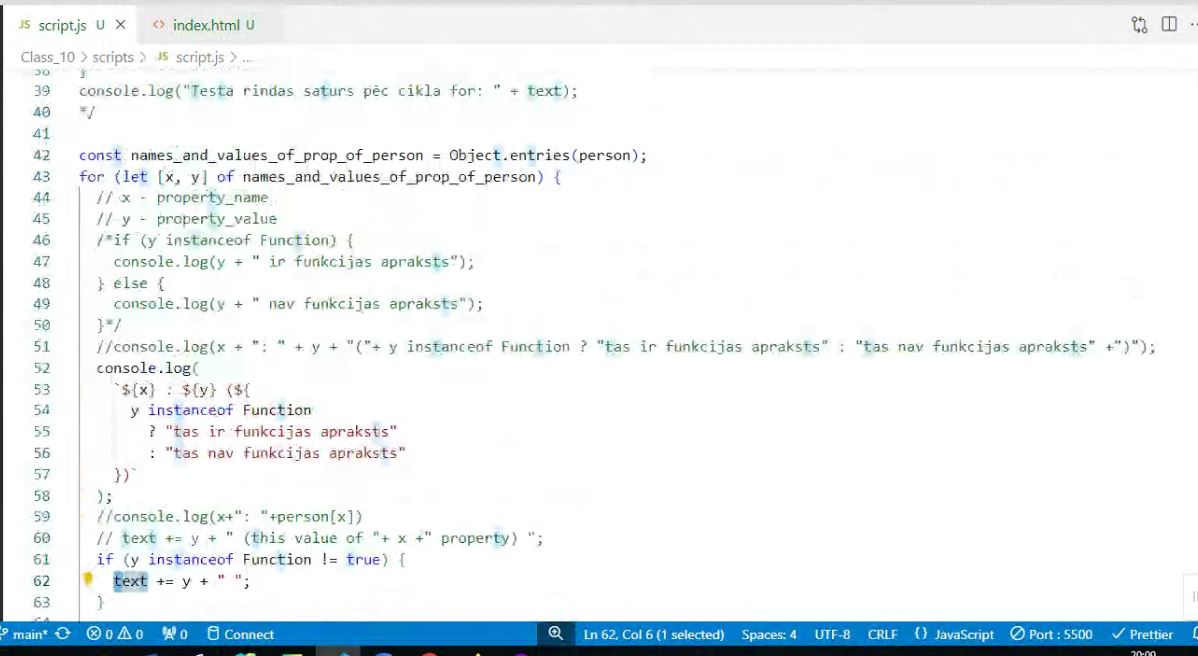 JS script.js U ×
<> index.html U
Class_10 > scripts > JS script.js > ...
38 }
39 console.log("Testa rindas saturs pēc cikla for: " + text);
40 */
41
42 const names_and_values_of_prop_of_person = Object.entries(person);
43 for (let [x, y] of names_and_values_of_prop_of_person) {
44 // x - property_name
45 // y - property_value
46 /*if (y instanceof Function) {
47 console.log(y + " ir funkcijas apraksts");
48 } else {
49 console.log(y + " nav funkcijas apraksts");
50 }*/
51 //console.log(x + ": " + y + "("+ y instanceof Function ? "tas ir funkcijas apraksts" : "tas nav funkcijas apraksts" +")");
52 console.log(
53 `${x} : ${y} (${
54 y instanceof Function
55 ? "tas ir funkcijas apraksts"
56 : "tas nav funkcijas apraksts"
57 })`
58 );
59 //console.log(x+": "+person[x])
60 // text += y + " (this value of "+ x +" property) ";
61 if (y instanceof Function != true) {
62 text += y + " ";
63 }
main* 0 0 0 Connect Ln 62, Col 6 (1 selected) Spaces: 4 UTF-8 CRLF {} JavaScript Port : 5500 Prettier
20:09